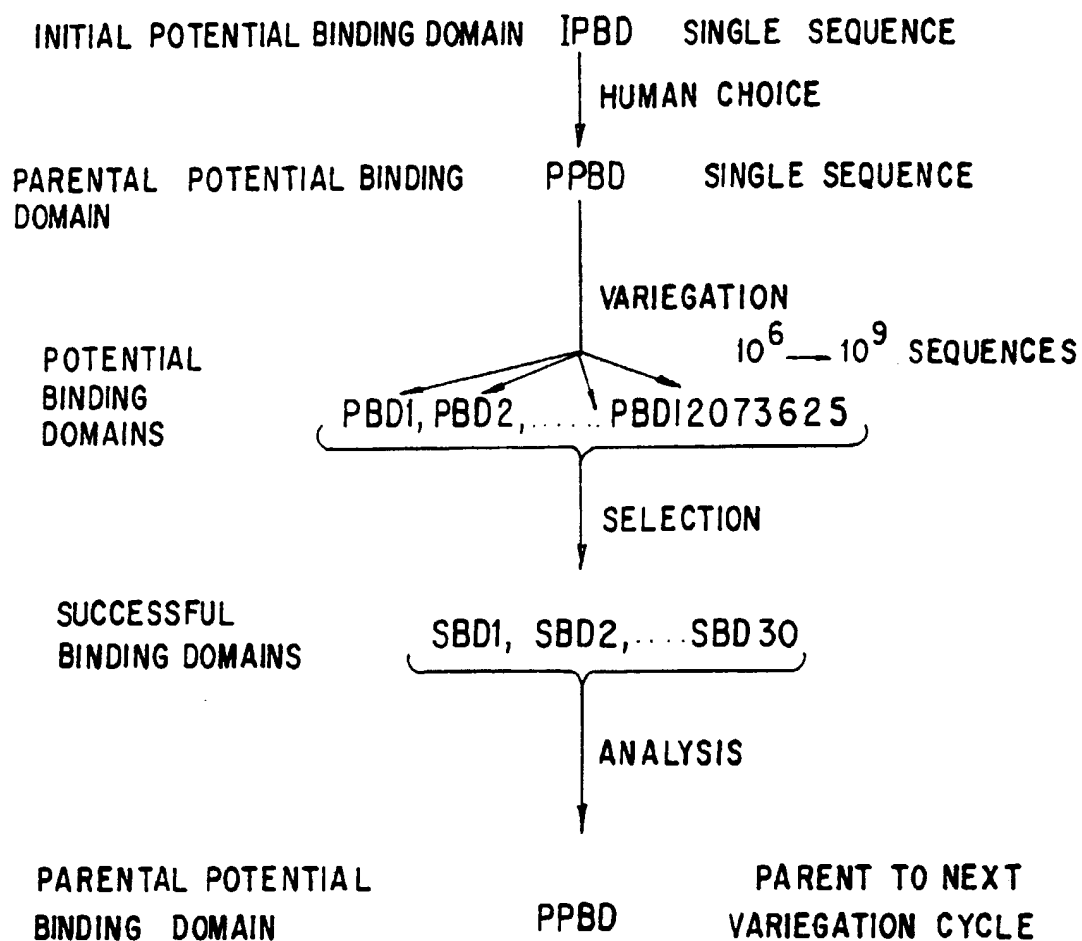 INITIAL POTENTIAL BINDING DOMAIN IPBD SINGLE SEQUENCE
HUMAN CHOICE
PARENTAL POTENTIAL BINDING DOMAIN PPBD SINGLE SEQUENCE
VARIEGATION
10^6 — 10^9 SEQUENCES
POTENTIAL
BINDING
DOMAINS
PBD1, PBD2, ...... PBD12073625
SELECTION
SUCCESSFUL
BINDING DOMAINS
SBD1, SBD2, .... SBD30
ANALYSIS
PARENTAL POTENTIAL
BINDING DOMAIN
PPBD
PARENT TO NEXT
VARIEGATION CYCLE